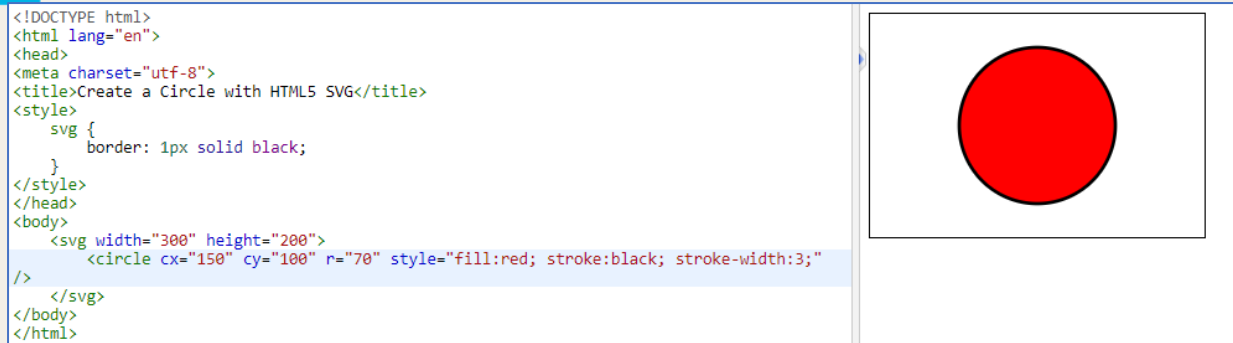 <!DOCTYPE html>
<html lang="en">
<head>
<meta charset="utf-8">
<title>Create a Circle with HTML5 SVG</title>
<style>
    svg {
        border: 1px solid black;
    }
</style>
</head>
<body>
    <svg width="300" height="200">
        <circle cx="150" cy="100" r="70" style="fill:red; stroke:black; stroke-width:3;"
/>
    </svg>
</body>
</html>